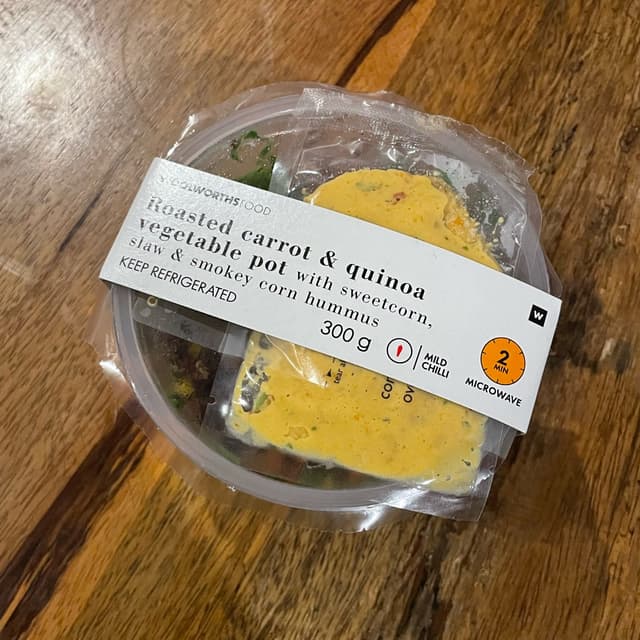 WOOLWORTHSFOOD
Roasted carrot & quinoa
vegetable pot with sweetcorn,
slaw & smokey corn hummus
KEEP REFRIGERATED
300 g
MILD
CHILLI
W
2
MIN
MICROWAVE
tear